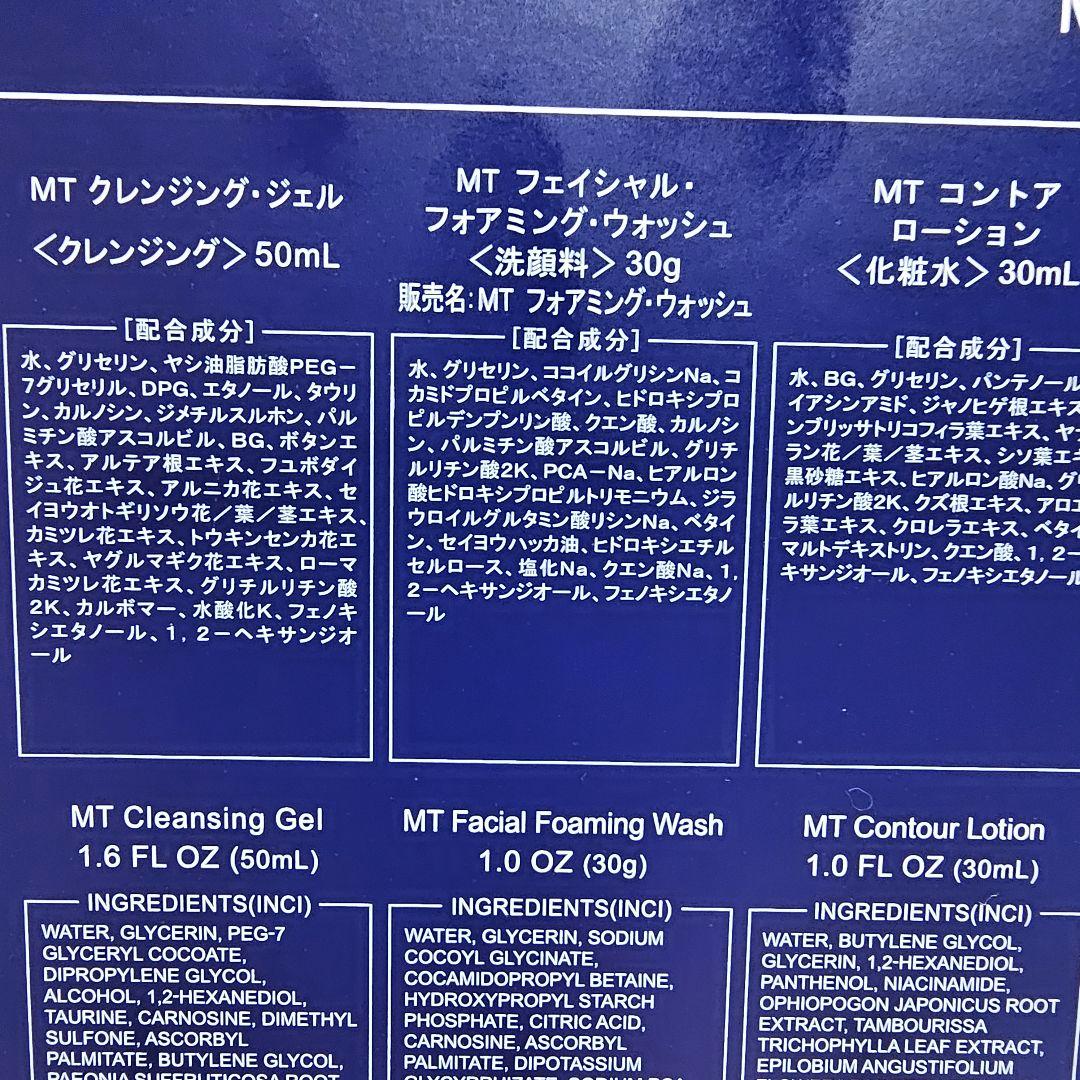 MT クレンジング・ジェル
<クレンジング> 50mL
[配合成分]
水、グリセリン、ヤシ油脂肪酸PEG-
7グリセリル、DPG、エタノール、タウリ
ン、カルノシン、ジメチルスルホン、パル
ミチン酸アスコルビル、BG、ボタンエ
キス、アルテア根エキス、フユボダイ
ジュ花エキス、アルニカ花エキス、セ
イヨウオトギリソウ花/葉/茎エキス、
カミツレ花エキス、トウキンセンカ花エ
キス、ヤグルマギク花エキス、ローマ
カミツレ花エキス、グリチルリチン酸
2K、カルボマー、水酸化K、フェノキ
シエタノール、1, 2-ヘキサンジオ
ール
MT フェイシャル・
フォアミング・ウォッシュ
<洗顔料> 30g
販売名:MT フォアミング・ウォッシュ
[配合成分]
水、グリセリン、ココイルグリシンNa、コ
カミドプロピルベタイン、ヒドロキシプロ
ピルデンプンリン酸、クエン酸、カルノシ
ン、パルミチン酸アスコルビル、グリチ
ルリチン酸2K、PCA-Na、ヒアルロン
酸ヒドロキシプロピルトリモニウム、ジラ
ウロイルグルタミン酸リシンNa、ベタイ
ン、セイヨウハッカ油、ヒドロキシエチル
セルロース、塩化Na、クエン酸Na、1,
2-ヘキサンジオール、フェノキシエタノ
ール
MT コントア
ローション
<化粧水> 30mL
[配合成分]
水、BG、グリセリン、パンテノール
イアシンアミド、ジャノヒゲ根エキス
ンブリッサトリコフィラ葉エキス、ヤナ
ラン花/葉/茎エキス、シソ葉エキ
黒砂糖エキス、ヒアルロン酸Na、グリ
ルリチン酸2K、クズ根エキス、アロエ
ラ葉エキス、クロレラエキス、ベタイ
マルトデキストリン、クエン酸、1, 2-
キサンジオール、フェノキシエタノール
MT Cleansing Gel
1.6 FL OZ (50mL)
INGREDIENTS(INCI)
WATER, GLYCERIN, PEG-7
GLYCERYL COCOATE,
DIPROPYLENE GLYCOL,
ALCOHOL, 1,2-HEXANEDIOL,
TAURINE, CARNOSINE, DIMETHYL
SULFONE, ASCORBYL
PALMITATE, BUTYLENE GLYCOL,
PAEONIA SUFFRUTICOSA ROOT
MT Facial Foaming Wash
1.0 OZ (30g)
INGREDIENTS(INCI)
WATER, GLYCERIN, SODIUM
COCOYL GLYCINATE,
COCAMIDOPROPYL BETAINE,
HYDROXYPROPYL STARCH
PHOSPHATE, CITRIC ACID,
CARNOSINE, ASCORBYL
PALMITATE, DIPOTASSIUM
GLYCYRRHIZATE, SODIUM PCA,
MT Contour Lotion
1.0 FL OZ (30mL)
INGREDIENTS(INCI)
WATER, BUTYLENE GLYCOL,
GLYCERIN, 1,2-HEXANEDIOL,
PANTHENOL, NIACINAMIDE,
OPHIOPOGON JAPONICUS ROOT
EXTRACT, TAMBOURISSA
TRICHOPHYLLA LEAF EXTRACT,
EPILOBIUM ANGUSTIFOLIUM